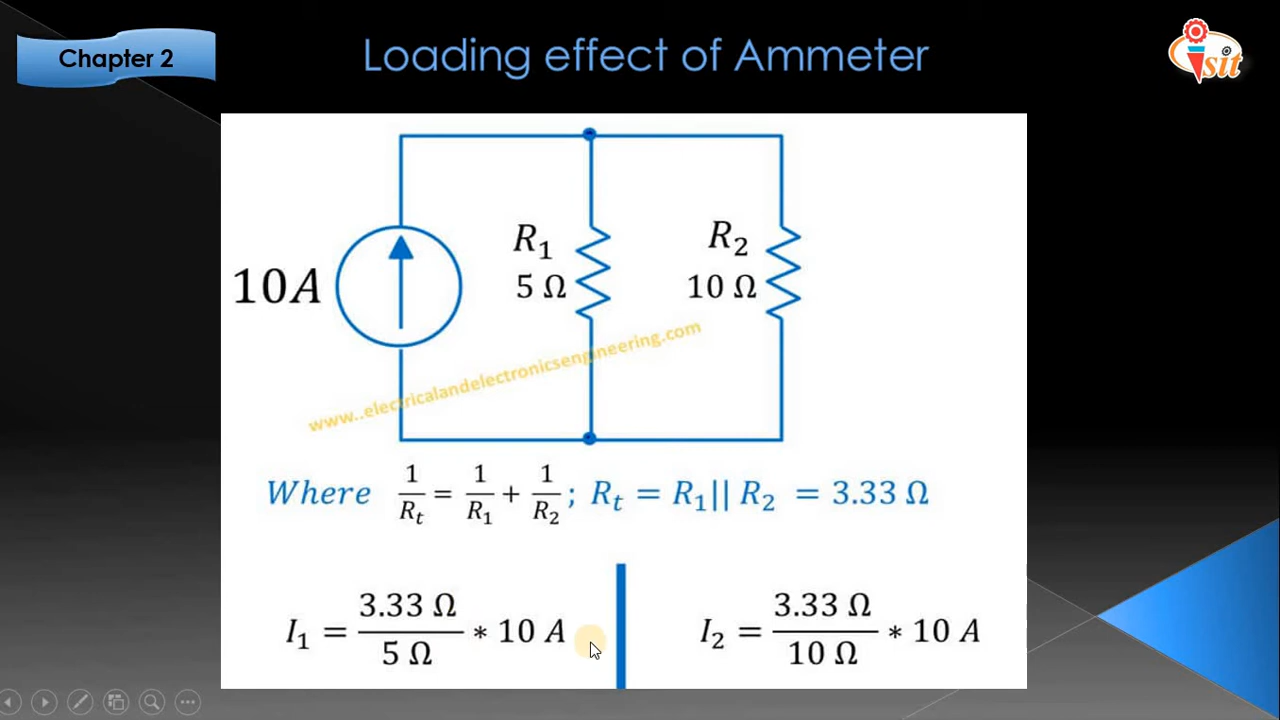 Chapter 2
Loading effect of Ammeter
sit
10A
R₁
5 Ω
R₂
10 Ω
www..electricalandelectronicsengineering.com
Where 1/Rₜ = 1/R₁ + 1/R₂ ; Rₜ = R₁|| R₂ = 3.33 Ω
I₁ = 3.33 Ω / 5 Ω * 10 A
I₂ = 3.33 Ω / 10 Ω * 10 A